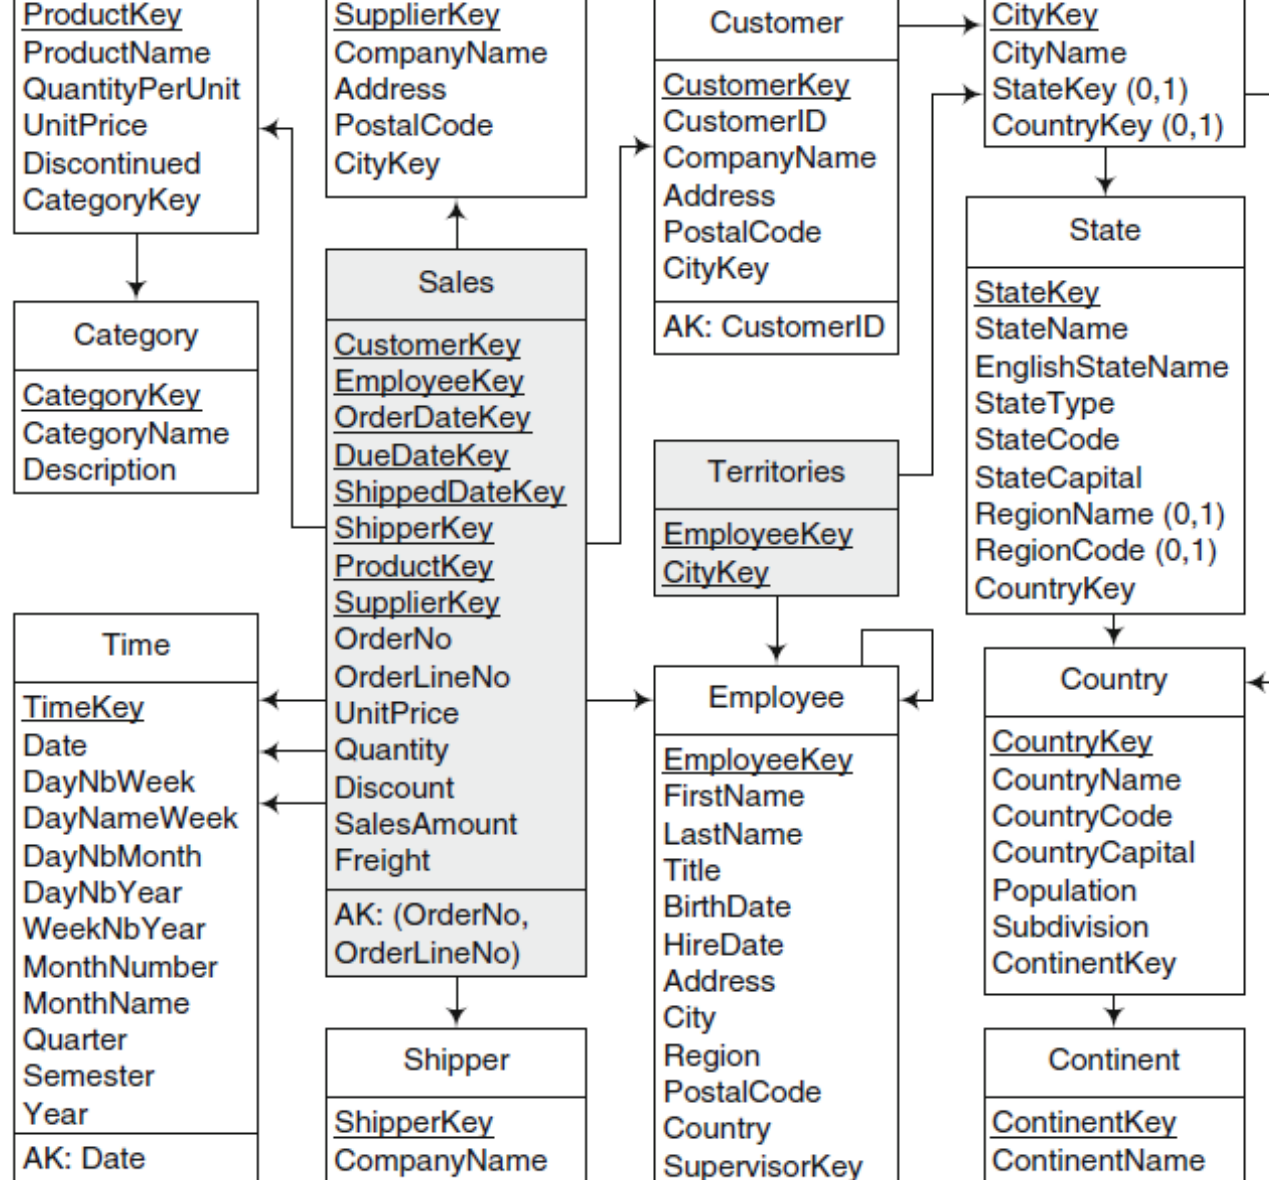 ProductKey
ProductName
QuantityPerUnit
UnitPrice
Discontinued
CategoryKey
Category
CategoryKey
CategoryName
Description
Time
TimeKey
Date
DayNbWeek
DayNameWeek
DayNbMonth
DayNbYear
WeekNbYear
MonthNumber
MonthName
Quarter
Semester
Year
AK: Date
SupplierKey
CompanyName
Address
PostalCode
CityKey
Sales
CustomerKey
EmployeeKey
OrderDateKey
DueDateKey
ShippedDateKey
ShipperKey
ProductKey
SupplierKey
OrderNo
OrderLineNo
UnitPrice
Quantity
Discount
SalesAmount
Freight
AK: (OrderNo,
OrderLineNo)
Shipper
ShipperKey
CompanyName
Customer
CustomerKey
CustomerID
CompanyName
Address
PostalCode
CityKey
AK: CustomerID
Territories
EmployeeKey
CityKey
Employee
EmployeeKey
FirstName
LastName
Title
BirthDate
HireDate
Address
City
Region
PostalCode
Country
SupervisorKey
CityKey
CityName
StateKey (0,1)
CountryKey (0,1)
State
StateKey
StateName
EnglishStateName
StateType
StateCode
StateCapital
RegionName (0,1)
RegionCode (0,1)
CountryKey
Country
CountryKey
CountryName
CountryCode
CountryCapital
Population
Subdivision
ContinentKey
Continent
ContinentKey
ContinentName